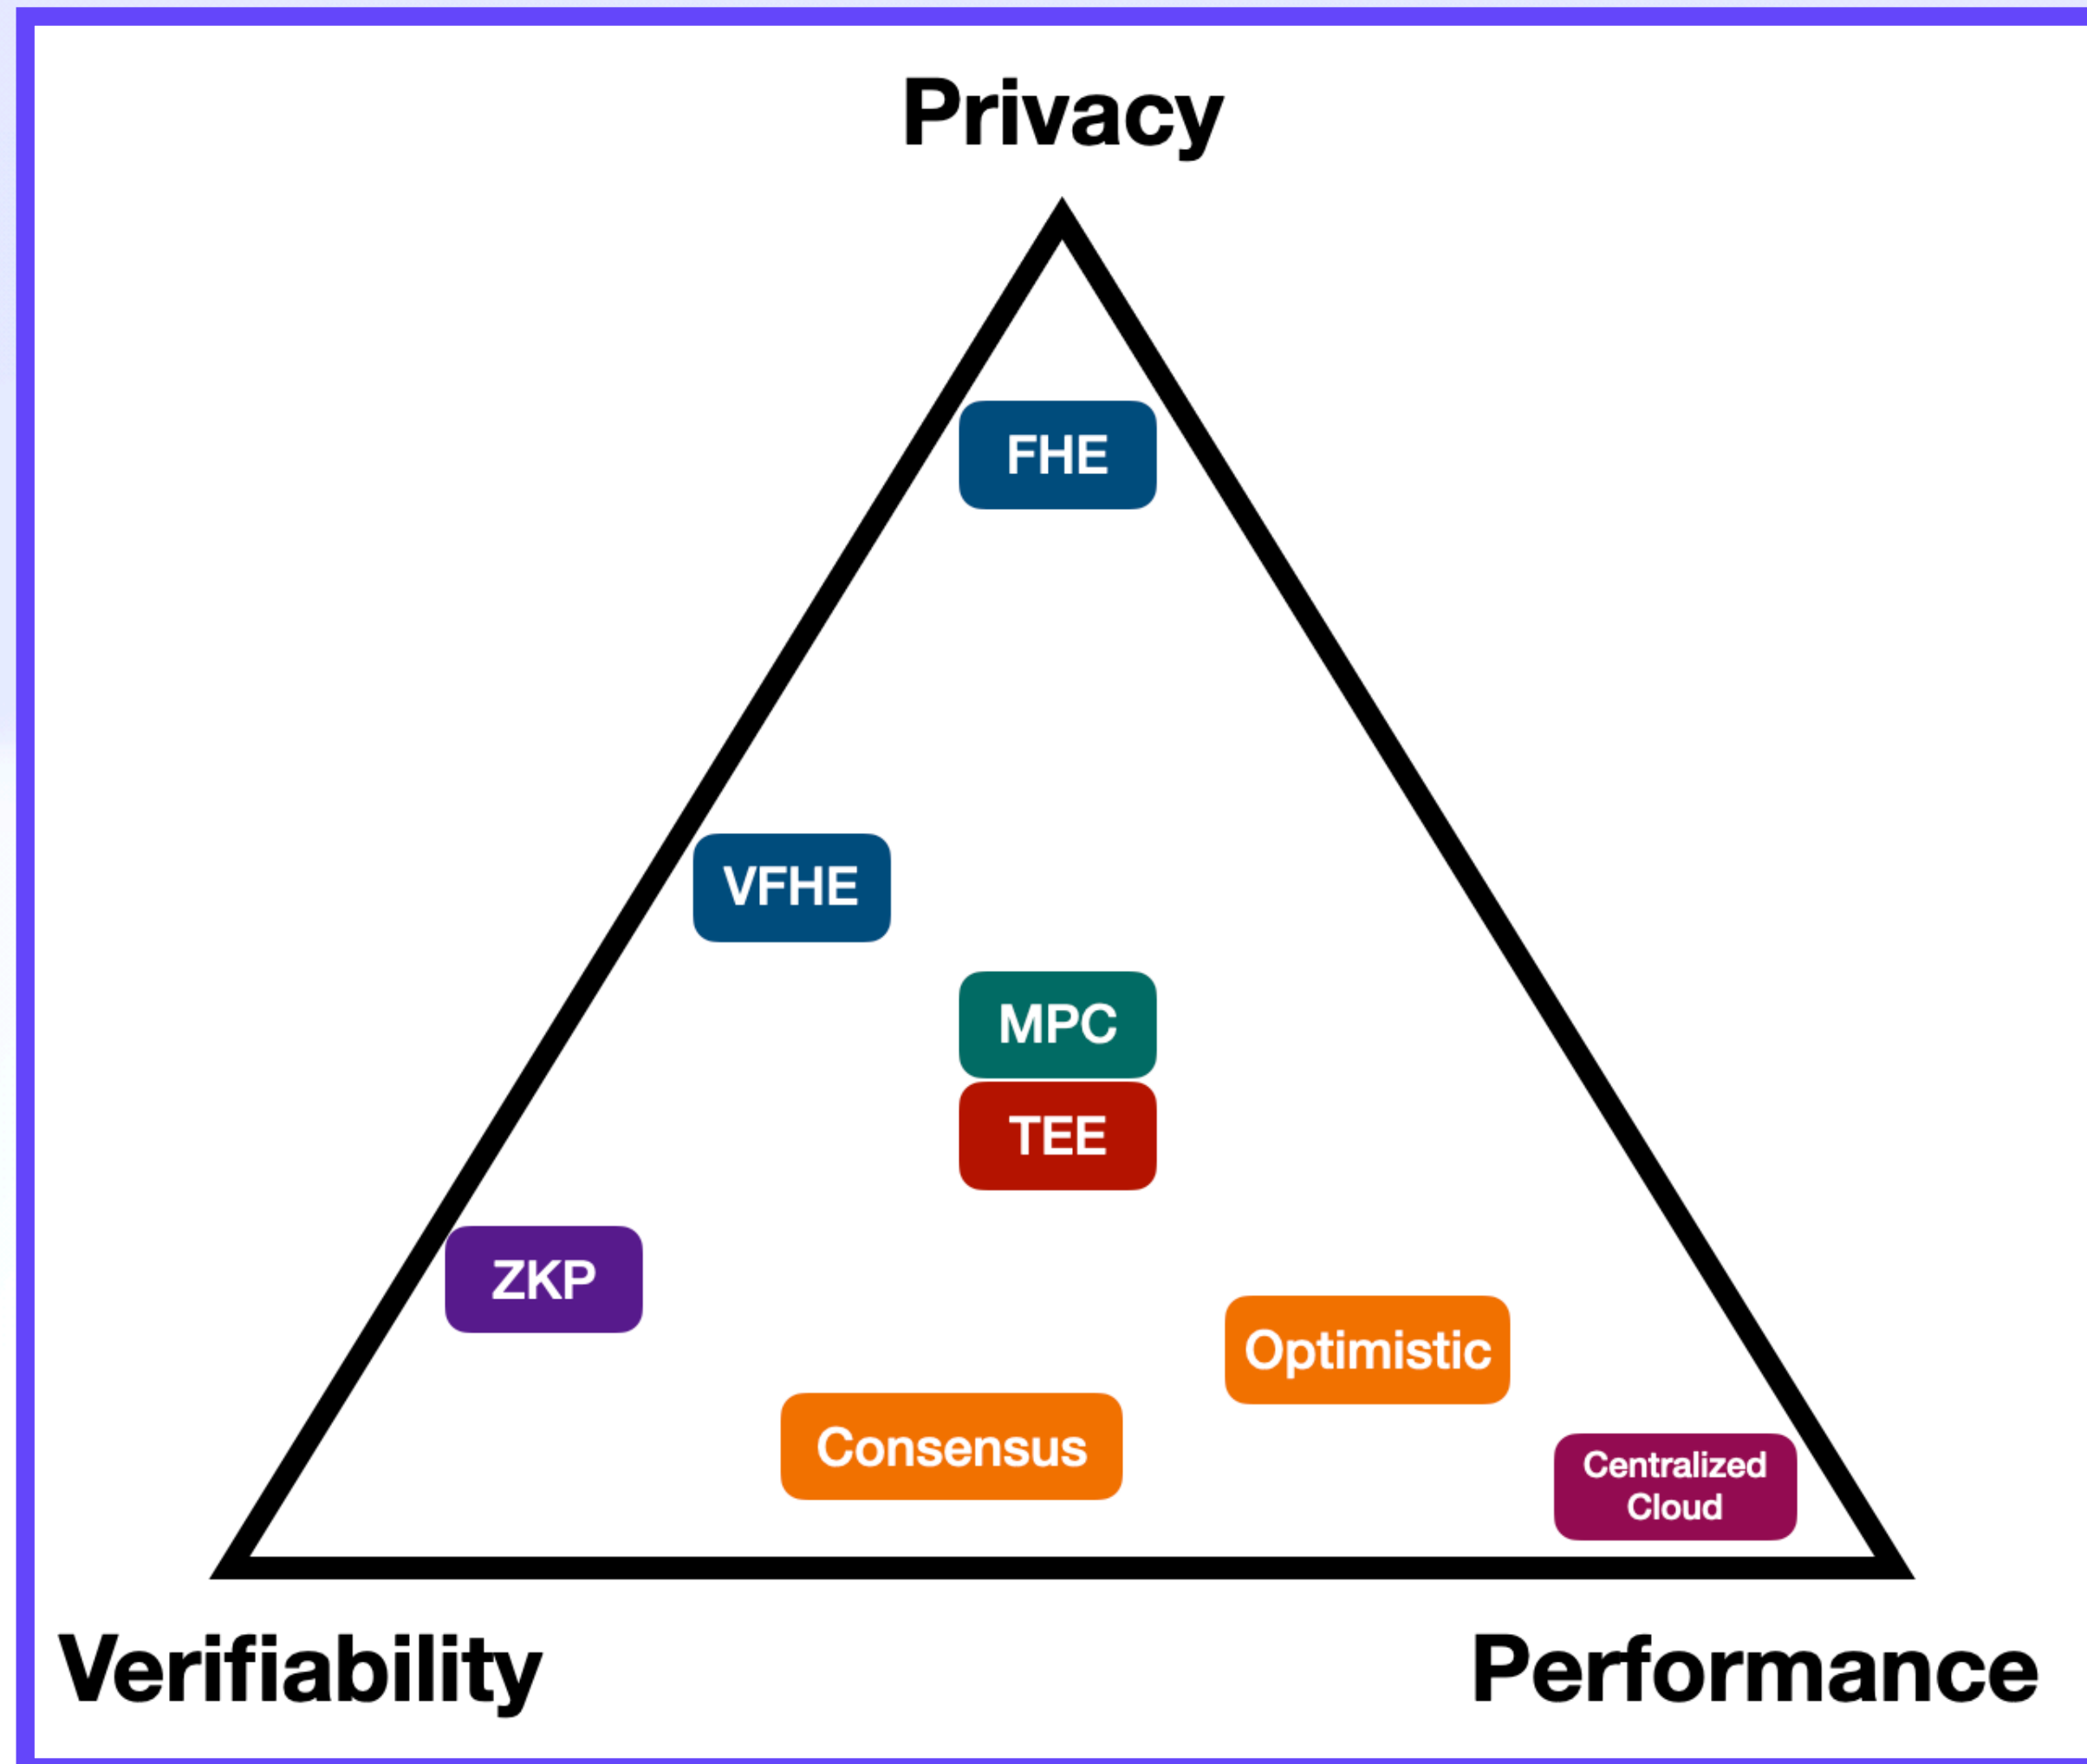 Privacy
FHE
VFHE
MPC
TEE
ZKP
Optimistic
Consensus
Centralized
Cloud
Verifiability
Performance